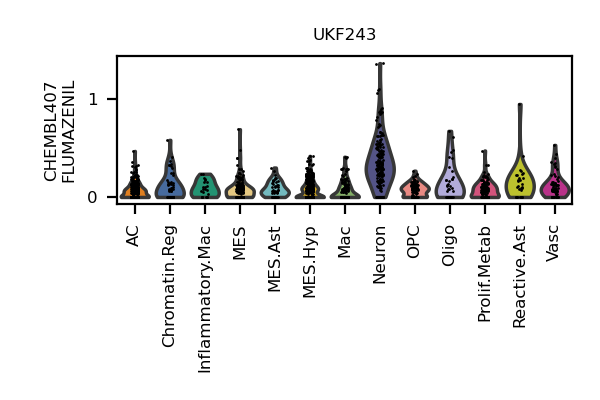 UKF243
CHEMBL407
FLUMAZENIL
1
0
AC
Chromatin.Reg
Inflammatory.Mac
MES
MES.Ast
MES.Hyp
Mac
Neuron
OPC
Oligo
Prolif.Metab
Reactive.Ast
Vasc